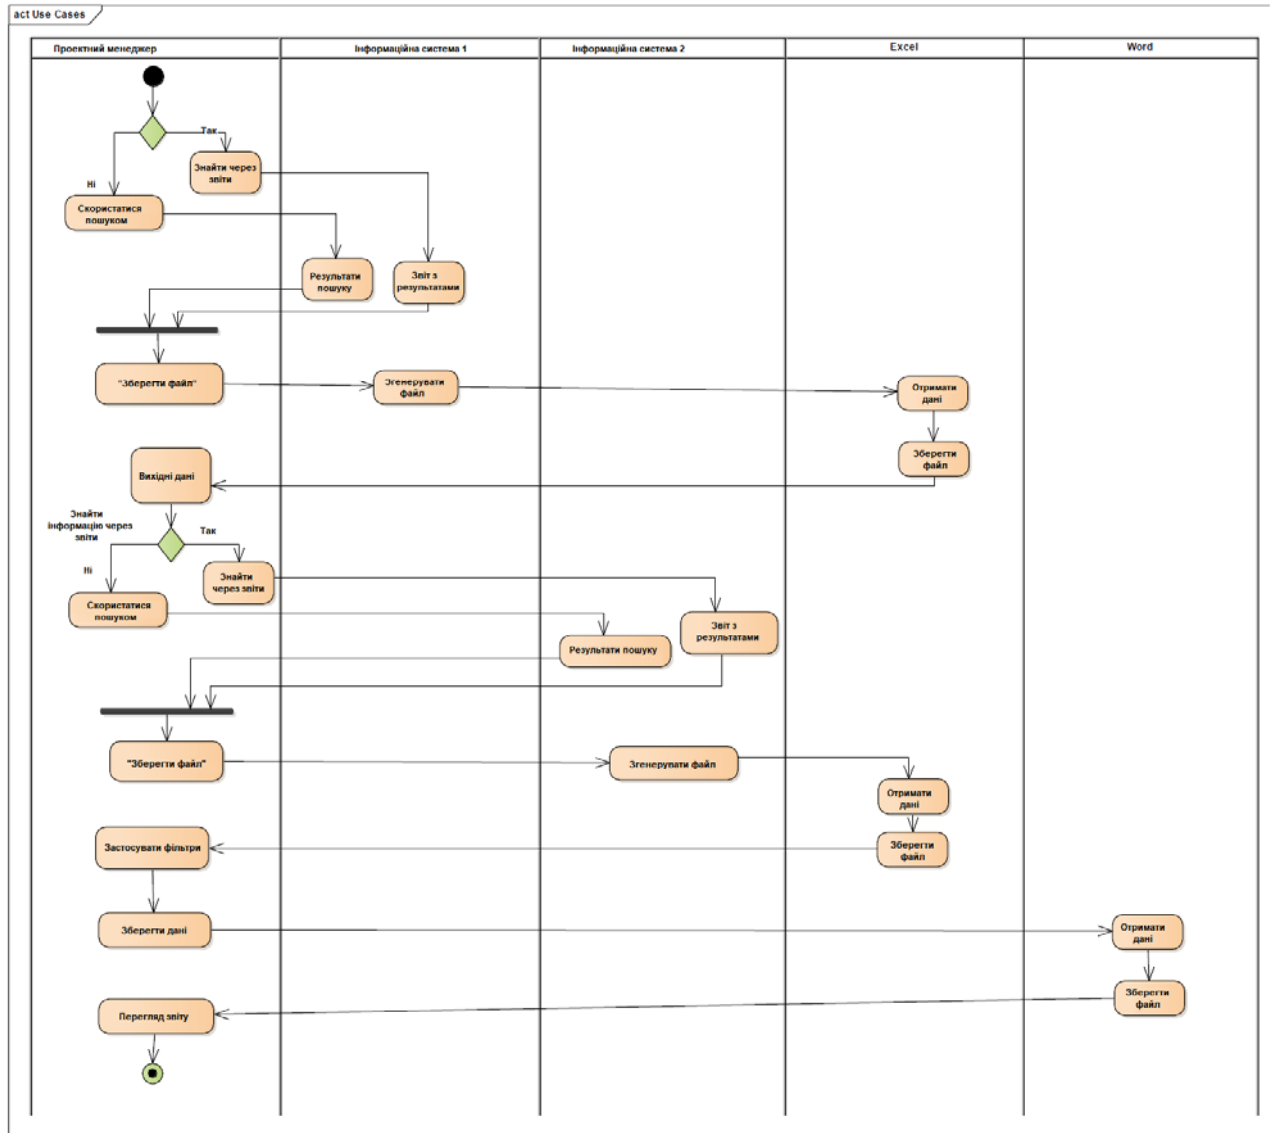 act Use Cases
Проектний менеджер
Інформаційна система 1
Інформаційна система 2
Excel
Word
Так
Знайти через
звіти
Ні
Скористатися
пошуком
Результати
пошуку
Звіт з
результатами
"Зберегти файл"
Згенерувати
файл
Отримати
дані
Зберегти
файл
Вихідні дані
Знайти
інформацію через
звіти
Так
Ні
Знайти
через звіти
Скористатися
пошуком
Звіт з
результатами
Результати пошуку
"Зберегти файл"
Згенерувати файл
Отримати
дані
Застосувати фільтри
Зберегти
файл
Зберегти дані
Отримати
дані
Зберегти
файл
Перегляд звіту